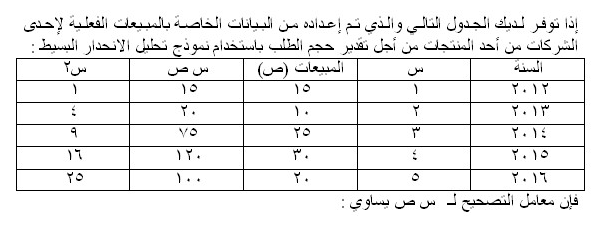 إذا توفر لديك الجدول التالي والذي تم إعداده من البيانات الخاصة بالمبيعات الفعلية لإحدى
الشركات من أحد المنتجات من أجل تقدير حجم الطلب باستخدام نموذج تحليل الانحدار البسيط :
السنة س المبيعات (ص) س ص س٢
٢٠١٢ ١ ١٥ ١٥ ١
٢٠١٣ ٢ ١٠ ٢٠ ٤
٢٠١٤ ٣ ٢٥ ٧٥ ٩
٢٠١٥ ٤ ٣٠ ١٢٠ ١٦
٢٠١٦ ٥ ٢٠ ١٠٠ ٢٥
فإن معامل التصحيح لـ س ص يساوي :